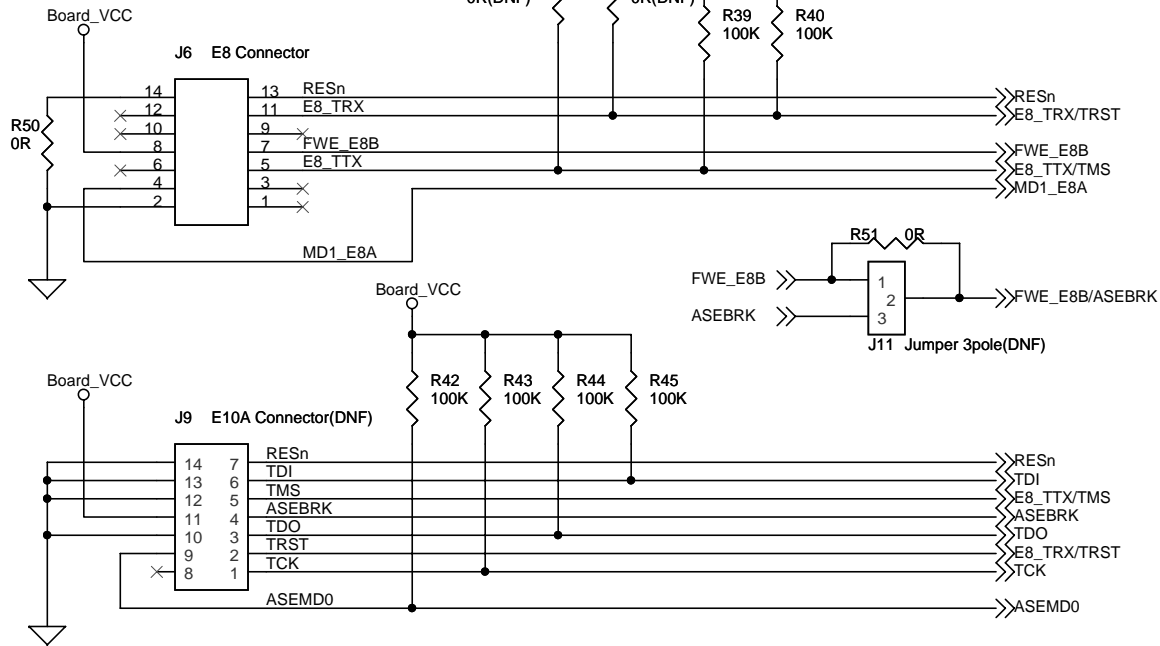 Board_VCC
0R(DNF)
0R(DNF)
R39
100K
R40
100K
J6 E8 Connector
R50
0R
14
12
10
8
6
4
2
13
11
9
7
5
3
1
RESn
E8_TRX
FWE_E8B
E8_TTX
MD1_E8A
RESn
E8_TRX/TRST
FWE_E8B
E8_TTX/TMS
MD1_E8A
R51 0R
FWE_E8B
ASEBRK
1
2
3
FWE_E8B/ASEBRK
J11 Jumper 3pole(DNF)
Board_VCC
R42
100K
R43
100K
R44
100K
R45
100K
Board_VCC
J9 E10A Connector(DNF)
14 7
13 6
12 5
11 4
10 3
9 2
8 1
RESn
TDI
TMS
ASEBRK
TDO
TRST
TCK
ASEMD0
RESn
TDI
E8_TTX/TMS
ASEBRK
TDO
E8_TRX/TRST
TCK
ASEMD0